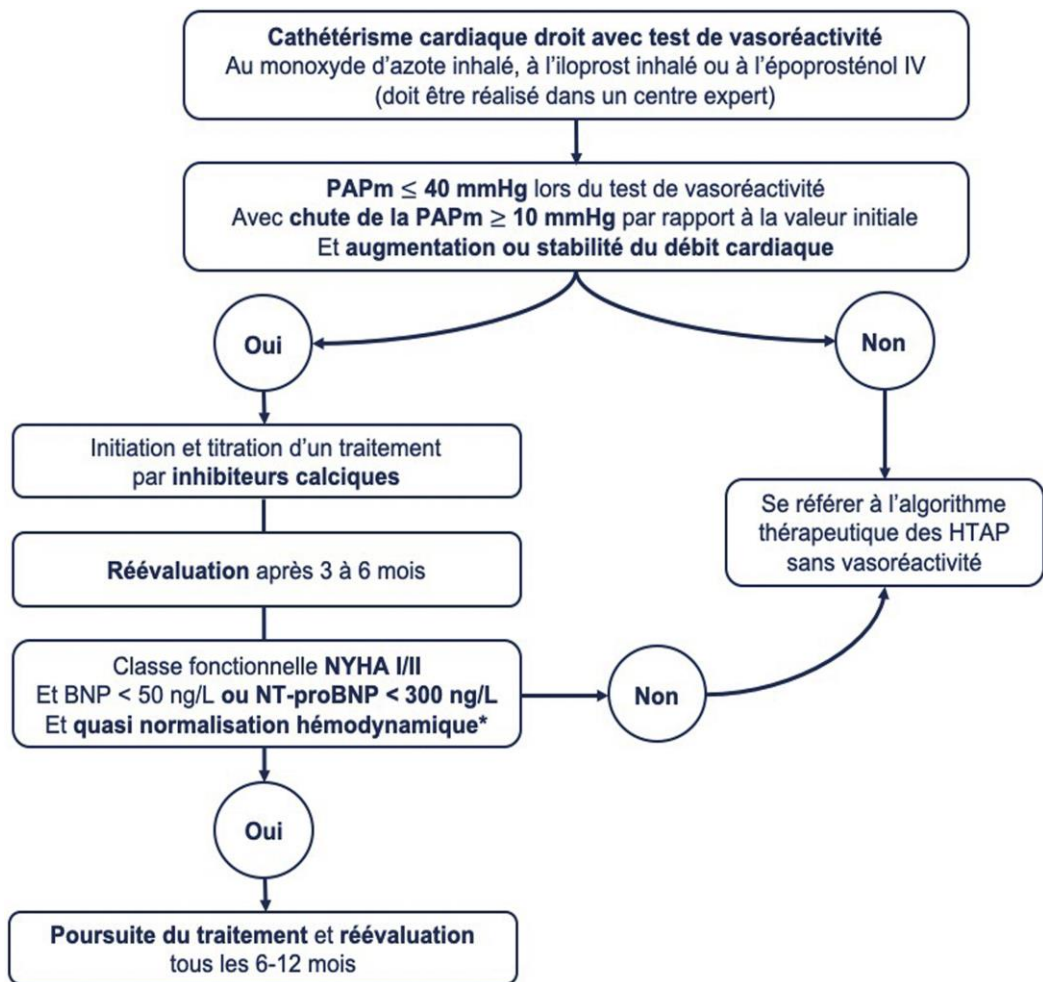 Cathétérisme cardiaque droit avec test de vasoréactivité
Au monoxyde d'azote inhalé, à l'iloprost inhalé ou à l'époprosténol IV
(doit être réalisé dans un centre expert)
PAPm ≤ 40 mmHg lors du test de vasoréactivité
Avec chute de la PAPm ≥ 10 mmHg par rapport à la valeur initiale
Et augmentation ou stabilité du débit cardiaque
Oui
Non
Initiation et titration d'un traitement
par inhibiteurs calciques
Se référer à l'algorithme
thérapeutique des HTAP
sans vasoréactivité
Réévaluation après 3 à 6 mois
Classe fonctionnelle NYHA I/II
Et BNP < 50 ng/L ou NT-proBNP < 300 ng/L
Et quasi normalisation hémodynamique*
Non
Oui
Poursuite du traitement et réévaluation
tous les 6-12 mois